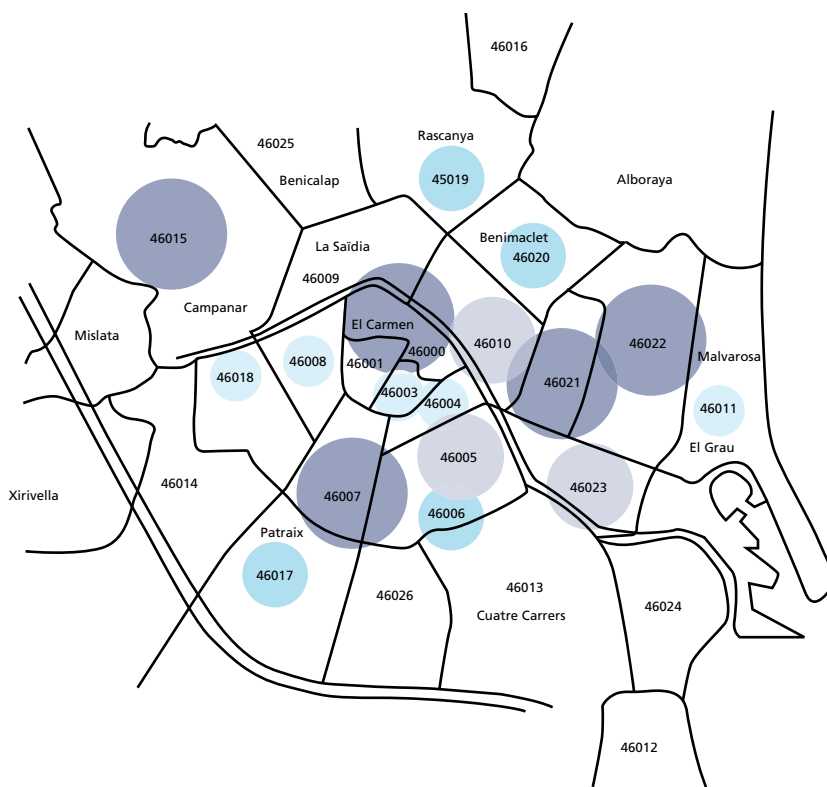 46016
Rascanya
46025
45019
Benicalap
Alboraya
46015
La Saïdia
Benimaclet
46020
46009
Campanar
El Carmen
46000
46010
46022
Mislata
Malvarosa
46018
46008
46001
46021
46003
46004
46011
El Grau
46005
46014
46023
Xirivella
46007
46006
Patraix
46017
46013
46026
Cuatre Carrers
46024
46012